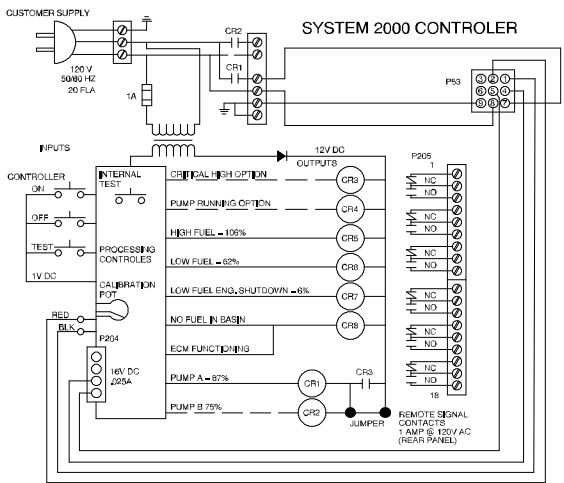 CUSTOMER SUPPLY
SYSTEM 2000 CONTROLER
CR2
CR1
120 V
50/60 HZ
20 FLA
1A
P53
3 2 1
6 5 4
9 8 7
12V DC
OUTPUTS
INPUTS
CONTROLLER
ON
OFF
TEST
1V DC
INTERNAL
TEST
PROCESSING
CONTROLES
CALIBRATION
POT
RED
BLK
P204
16V DC
.025A
CRITICAL HIGH OPTION
CR3
PUMP RUNNING OPTION
CR4
HIGH FUEL – 106%
CR5
LOW FUEL – 62%
CR6
LOW FUEL ENG. SHUTDOWN – 6%
CR7
NO FUEL IN BASIN
CR8
ECM FUNCTIONING
PUMP A – 87%
CR1
CR3
PUMP B 75%
CR2
JUMPER
P205
1
NC
NO
NC
NO
NC
NO
NC
NO
NC
NO
NC
NO
18
REMOTE SIGNAL
CONTACTS
1 AMP @ 120V AC
(REAR PANEL)